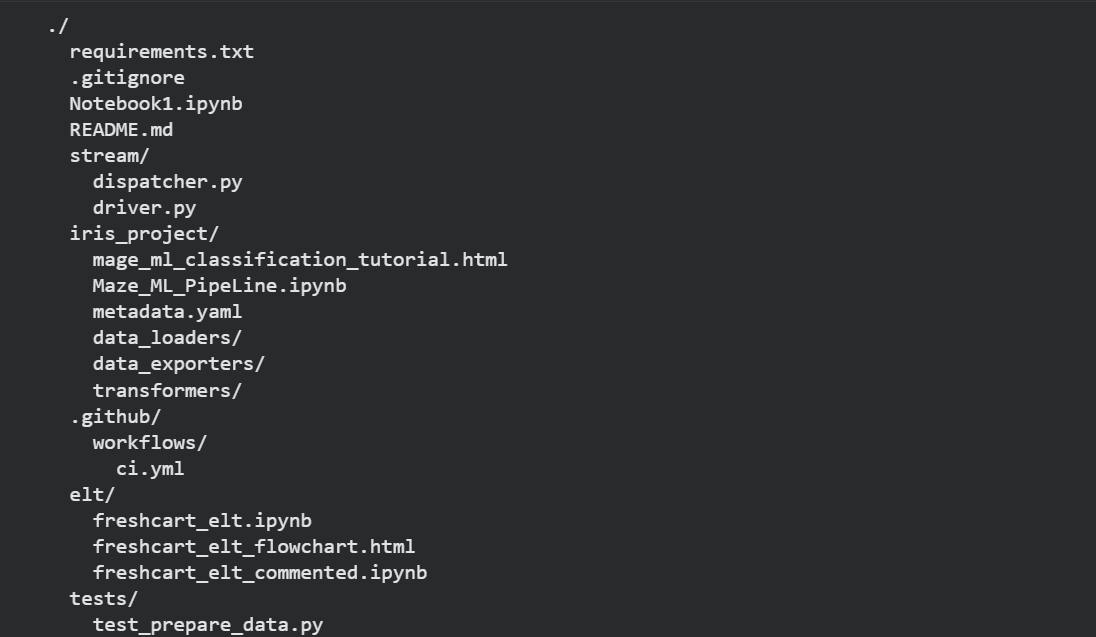 ./
requirements.txt
.gitignore
Notebook1.ipynb
README.md
stream/
dispatcher.py
driver.py
iris_project/
mage_ml_classification_tutorial.html
Maze_ML_PipeLine.ipynb
metadata.yaml
data_loaders/
data_exporters/
transformers/
.github/
workflows/
ci.yml
elt/
freshcart_elt.ipynb
freshcart_elt_flowchart.html
freshcart_elt_commented.ipynb
tests/
test_prepare_data.py